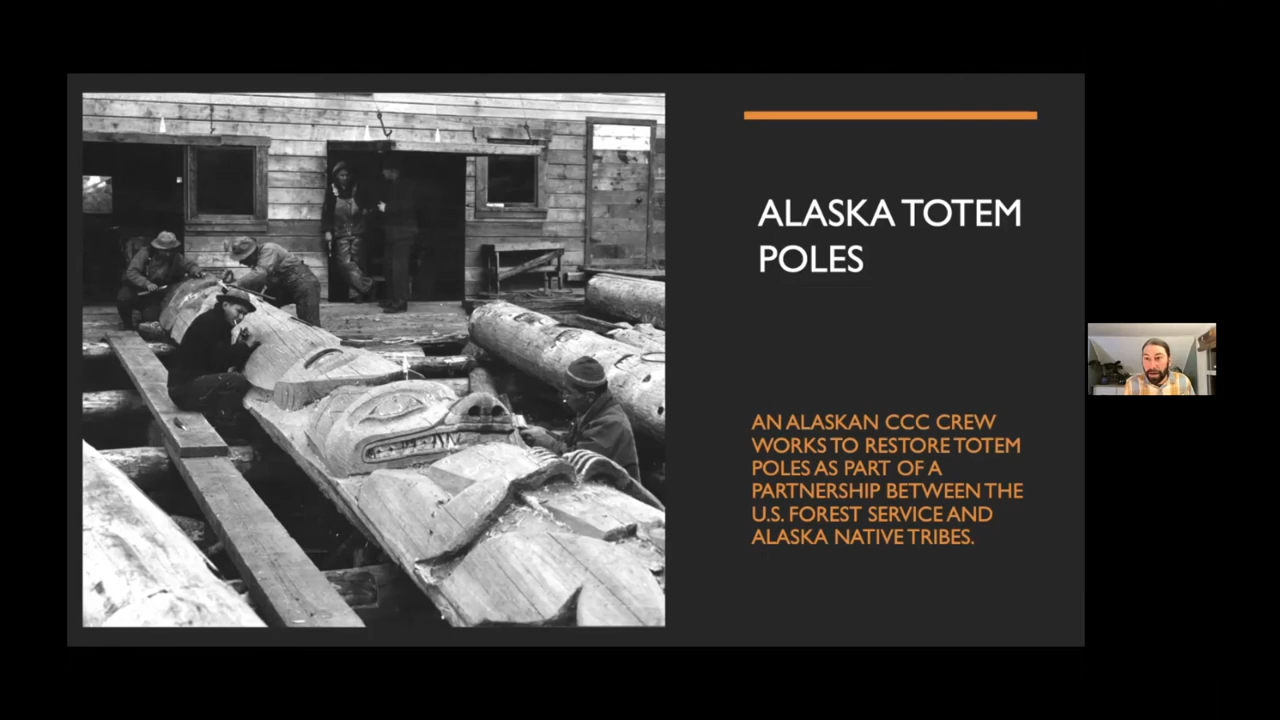 ALASKA TOTEM
POLES
AN ALASKAN CCC CREW
WORKS TO RESTORE TOTEM
POLES AS PART OF A
PARTNERSHIP BETWEEN THE
U.S. FOREST SERVICE AND
ALASKA NATIVE TRIBES.